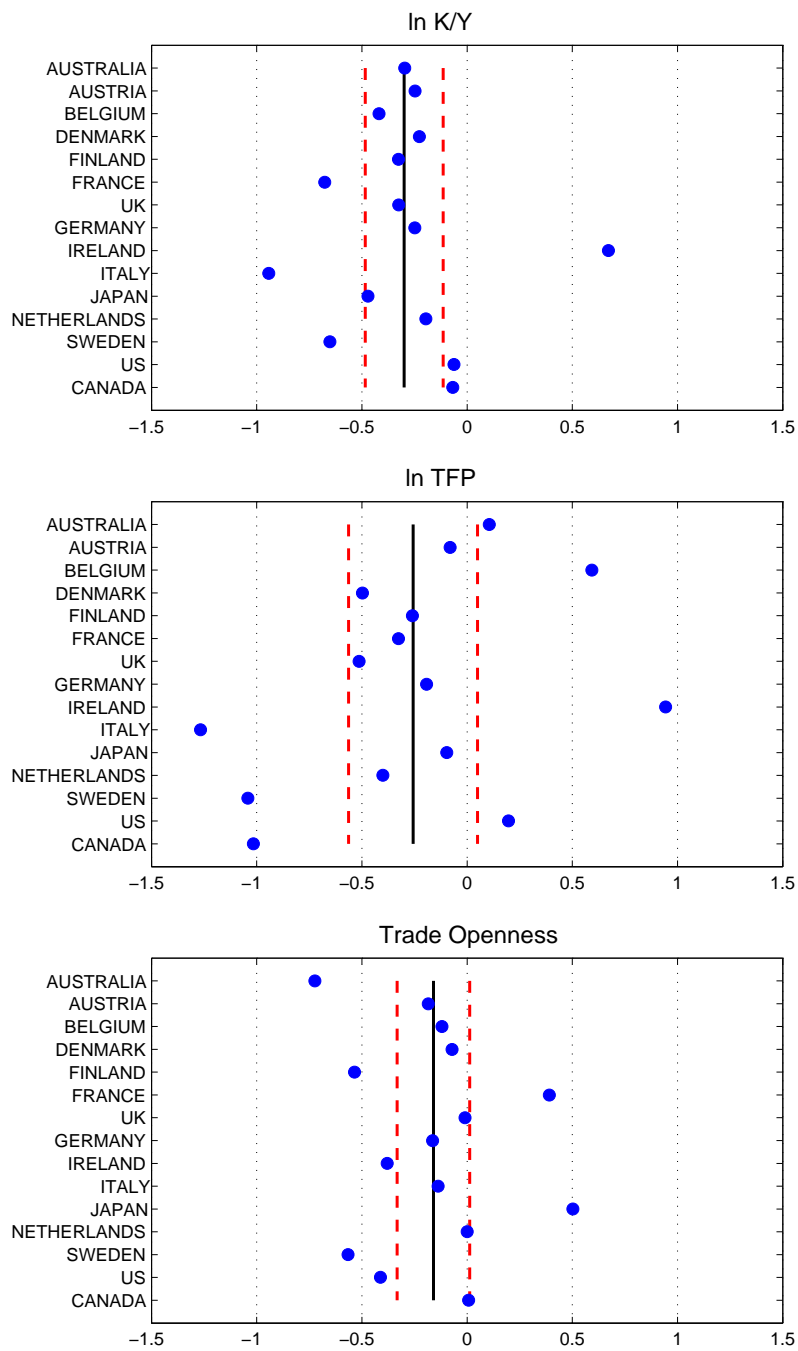 ln K/Y
AUSTRALIA
AUSTRIA
BELGIUM
DENMARK
FINLAND
FRANCE
UK
GERMANY
IRELAND
ITALY
JAPAN
NETHERLANDS
SWEDEN
US
CANADA
−1.5 −1 −0.5 0 0.5 1 1.5
ln TFP
AUSTRALIA
AUSTRIA
BELGIUM
DENMARK
FINLAND
FRANCE
UK
GERMANY
IRELAND
ITALY
JAPAN
NETHERLANDS
SWEDEN
US
CANADA
−1.5 −1 −0.5 0 0.5 1 1.5
Trade Openness
AUSTRALIA
AUSTRIA
BELGIUM
DENMARK
FINLAND
FRANCE
UK
GERMANY
IRELAND
ITALY
JAPAN
NETHERLANDS
SWEDEN
US
CANADA
−1.5 −1 −0.5 0 0.5 1 1.5